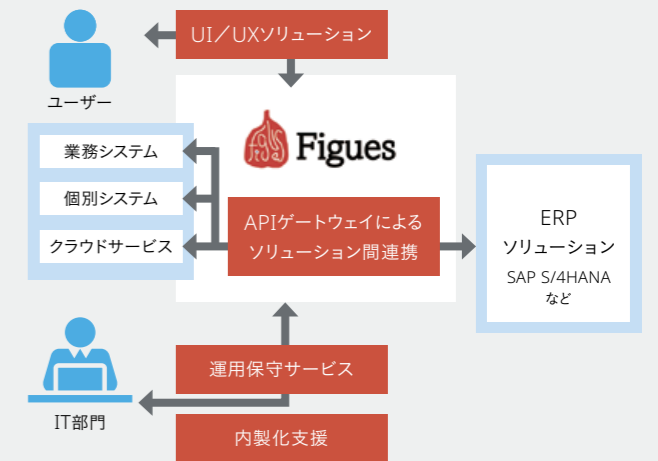 UI／UXソリューション
ユーザー
figues
Figues
業務システム
個別システム
クラウドサービス
APIゲートウェイによる
ソリューション間連携
ERP
ソリューション
SAP S/4HANA
など
運用保守サービス
IT部門
内製化支援